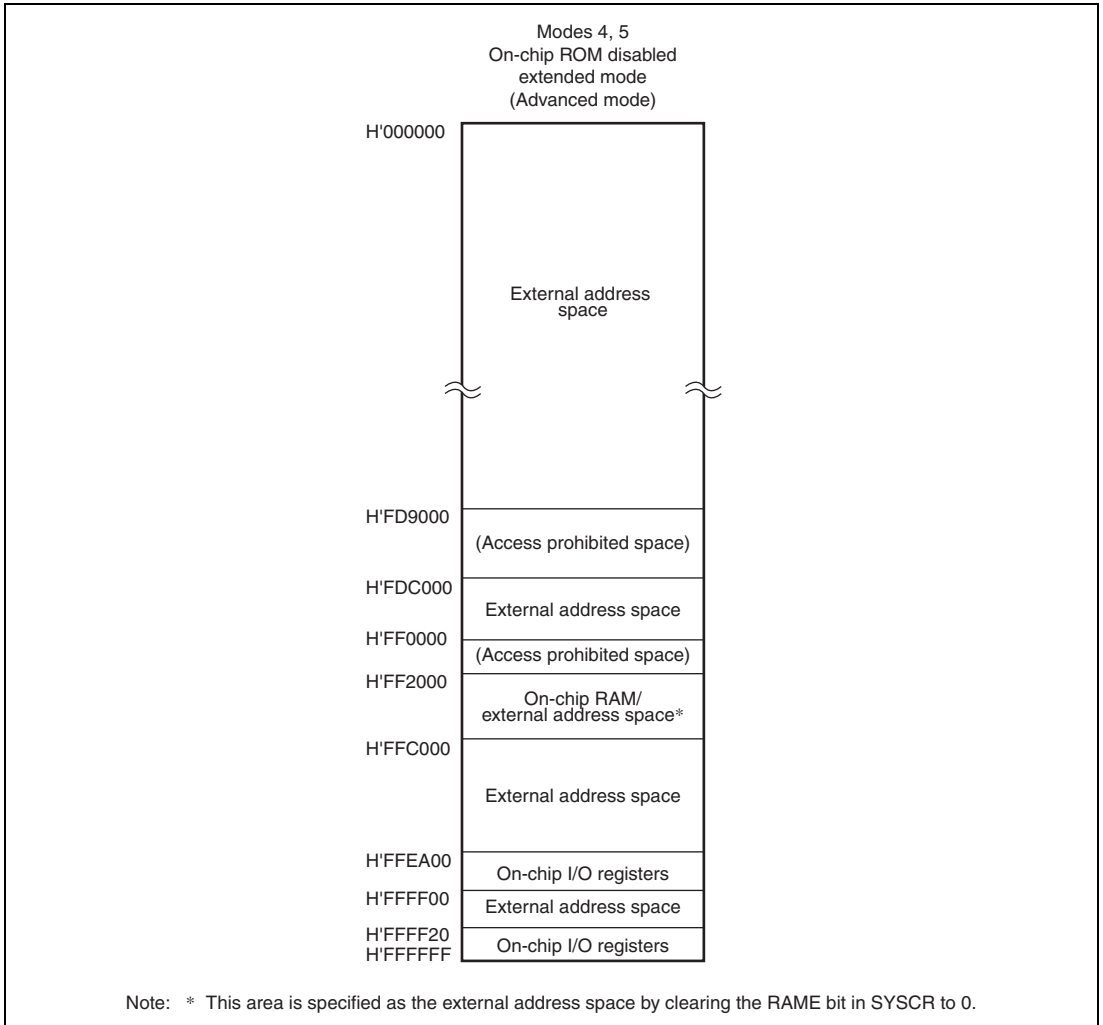 Modes 4, 5
On-chip ROM disabled
extended mode
(Advanced mode)
H'000000
External address
space
H'FD9000
(Access prohibited space)
H'FDC000
External address space
H'FF0000
(Access prohibited space)
H'FF2000
On-chip RAM/
external address space*
H'FFC000
External address space
H'FFEA00
On-chip I/O registers
H'FFFF00
External address space
H'FFFF20
On-chip I/O registers
H'FFFFFF
Note: * This area is specified as the external address space by clearing the RAME bit in SYSCR to 0.